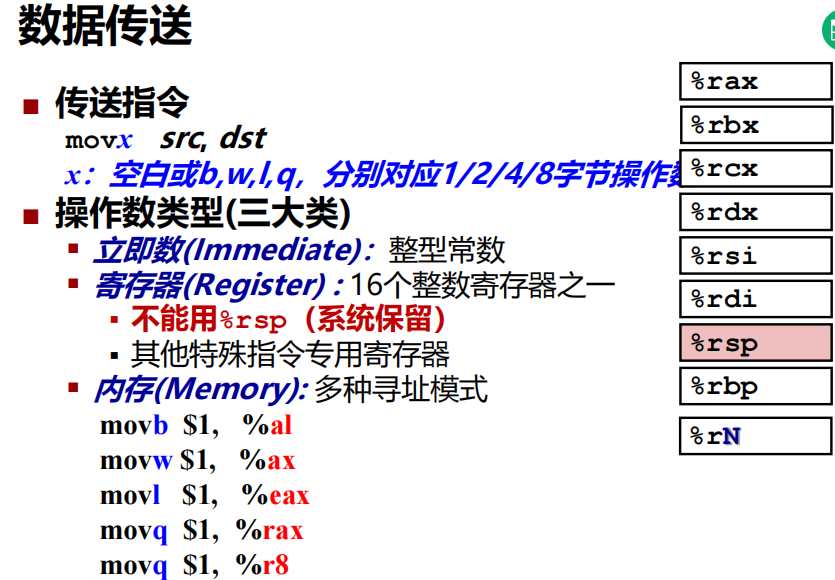 数据传送
■ 传送指令
movx src, dst
x：空白或b,w,l,q，分别对应1/2/4/8字节操作
■ 操作数类型(三大类)
▪ 立即数(Immediate)：整型常数
▪ 寄存器(Register)：16个整数寄存器之一
▪ 不能用%rsp（系统保留）
▪ 其他特殊指令专用寄存器
▪ 内存(Memory): 多种寻址模式
movb $1, %al
movw $1, %ax
movl $1, %eax
movq $1, %rax
movq $1, %r8
%rax
%rbx
%rcx
%rdx
%rsi
%rdi
%rsp
%rbp
%rN